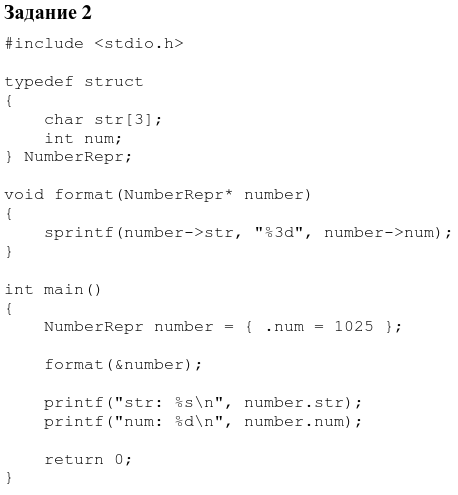 Задание 2
#include <stdio.h>
typedef struct
{
    char str[3];
    int num;
} NumberRepr;
void format(NumberRepr* number)
{
    sprintf(number->str, "%3d", number->num);
}
int main()
{
    NumberRepr number = { .num = 1025 };
    format(&number);
    printf("str: %s\n", number.str);
    printf("num: %d\n", number.num);
    return 0;
}